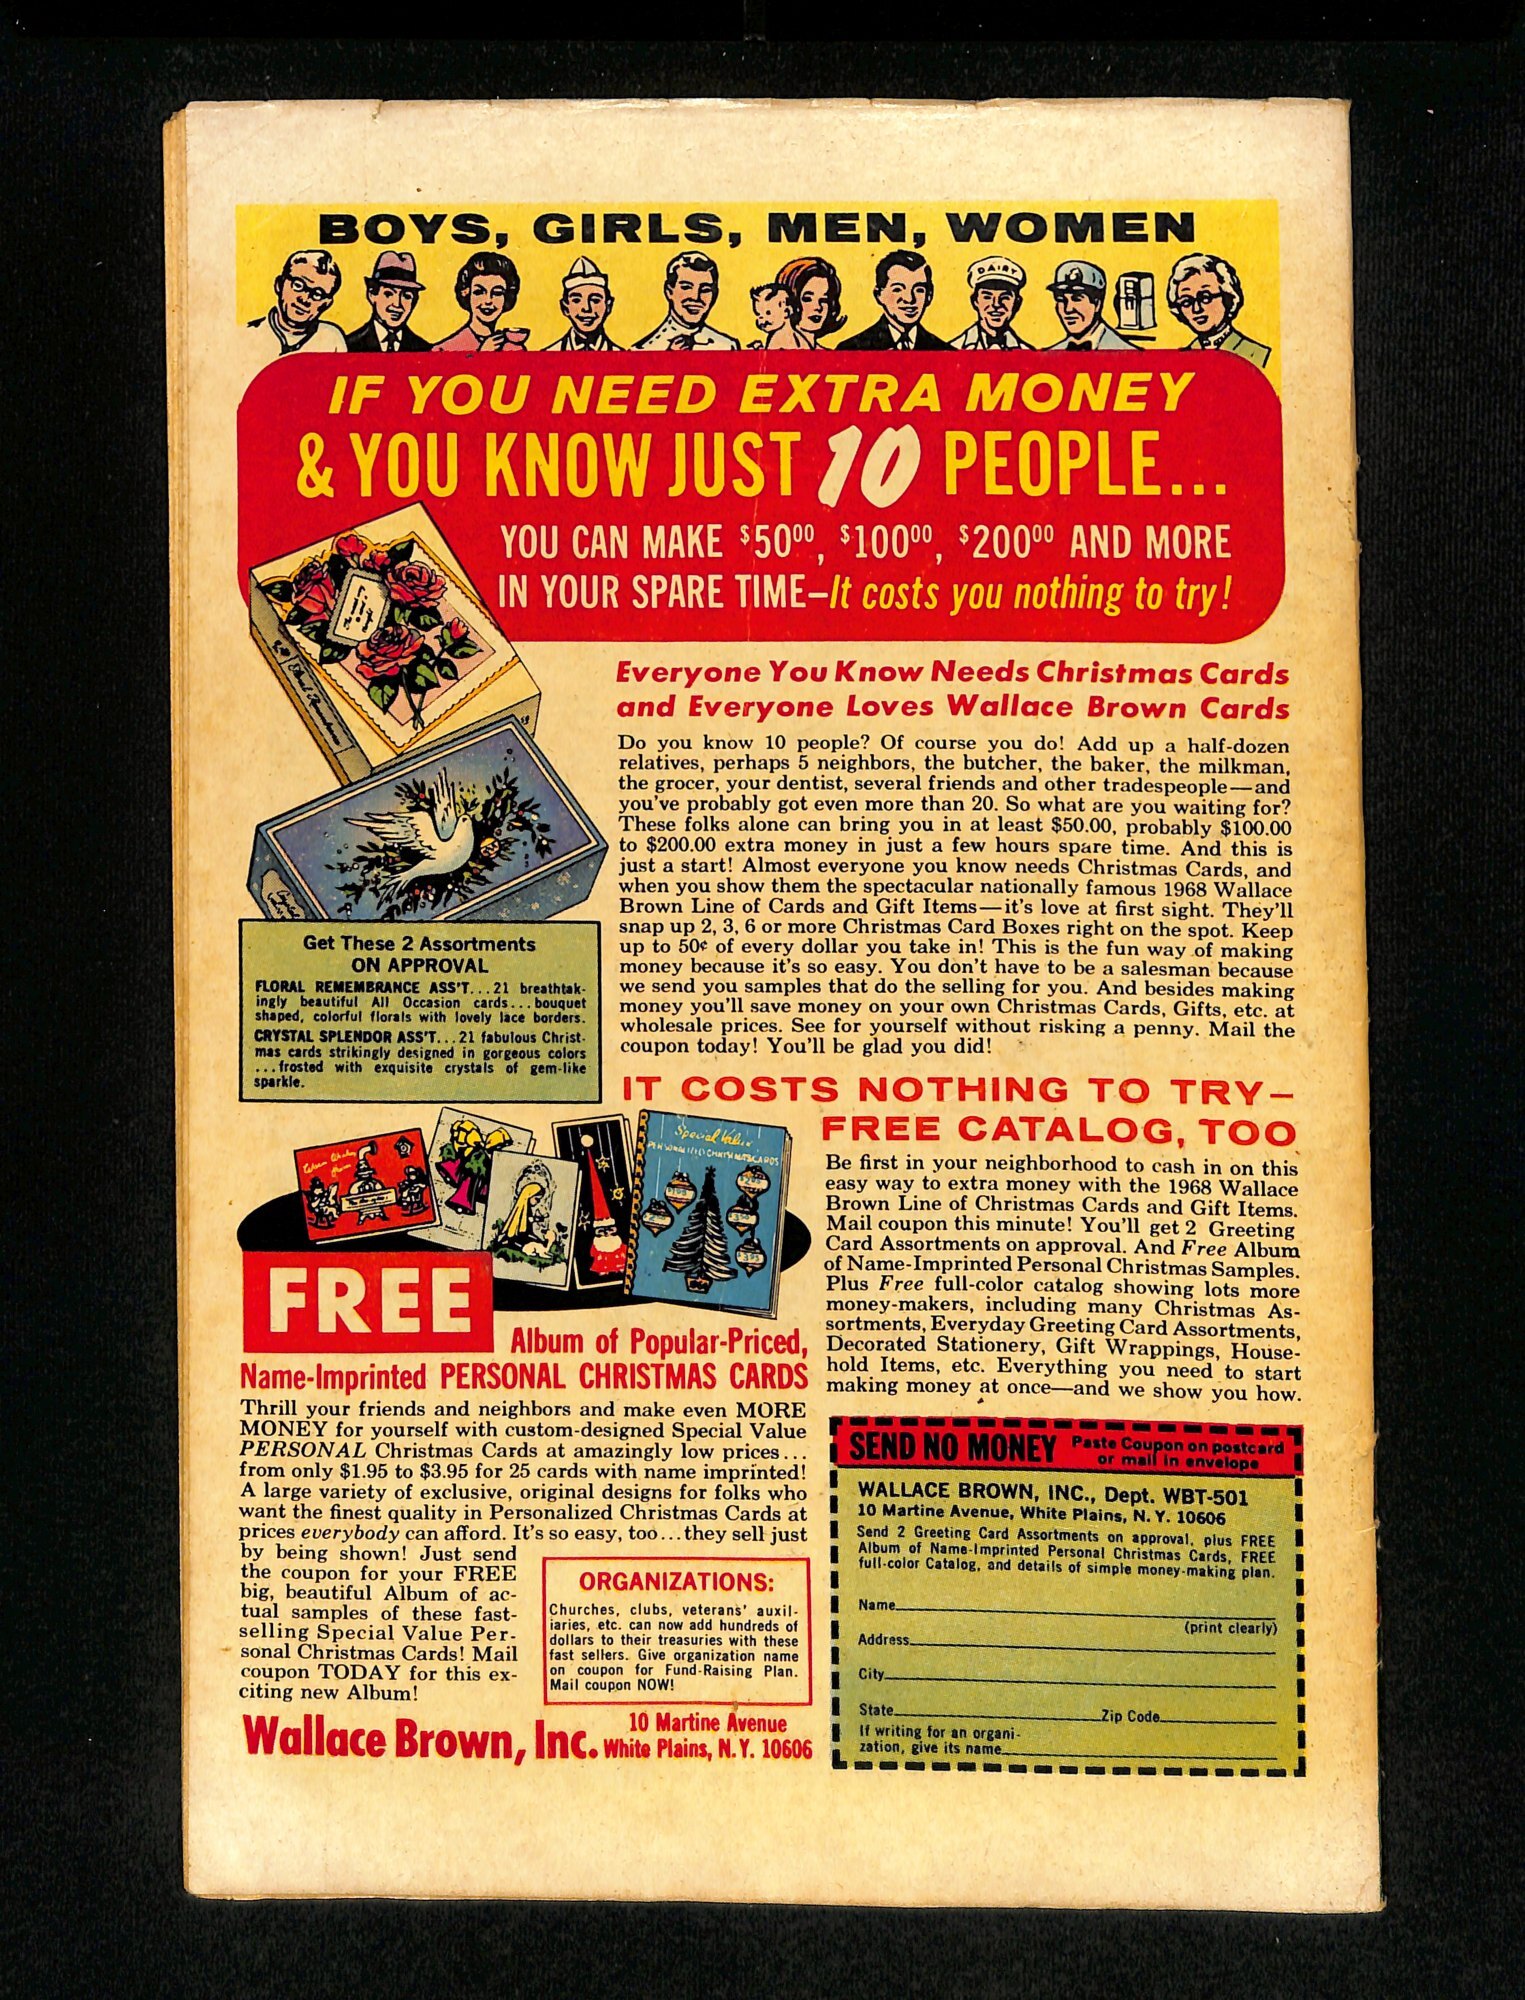 BOYS, GIRLS, MEN, WOMEN
DAIRY
IF YOU NEED EXTRA MONEY
& YOU KNOW JUST 10 PEOPLE...
YOU CAN MAKE $50.00, $100.00, $200.00 AND MORE
IN YOUR SPARE TIME—It costs you nothing to try!
Everyone You Know Needs Christmas Cards
and Everyone Loves Wallace Brown Cards
Do you know 10 people? Of course you do! Add up a half-dozen
relatives, perhaps 5 neighbors, the butcher, the baker, the milkman,
the grocer, your dentist, several friends and other tradespeople—and
you've probably got even more than 20. So what are you waiting for?
These folks alone can bring you in at least $50.00, probably $100.00
to $200.00 extra money in just a few hours spare time. And this is
just a start! Almost everyone you know needs Christmas Cards, and
when you show them the spectacular nationally famous 1968 Wallace
Brown Line of Cards and Gift Items—it's love at first sight. They'll
snap up 2, 3, 6 or more Christmas Card Boxes right on the spot. Keep
up to 50¢ of every dollar you take in! This is the fun way of making
money because it's so easy. You don't have to be a salesman because
we send you samples that do the selling for you. And besides making
money you'll save money on your own Christmas Cards, Gifts, etc. at
wholesale prices. See for yourself without risking a penny. Mail the
coupon today! You'll be glad you did!
Get These 2 Assortments
ON APPROVAL
FLORAL REMEMBRANCE ASS'T...21 breathtak-
ingly beautiful All Occasion cards...bouquet
shaped, colorful florals with lovely lace borders.
CRYSTAL SPLENDOR ASS'T...21 fabulous Christ-
mas cards strikingly designed in gorgeous colors
...frosted with exquisite crystals of gem-like
sparkle.
IT COSTS NOTHING TO TRY—
FREE CATALOG, TOO
Be first in your neighborhood to cash in on this
easy way to extra money with the 1968 Wallace
Brown Line of Christmas Cards and Gift Items.
Mail coupon this minute! You'll get 2 Greeting
Card Assortments on approval. And Free Album
of Name-Imprinted Personal Christmas Samples.
Plus Free full-color catalog showing lots more
money-makers, including many Christmas As-
sortments, Everyday Greeting Card Assortments,
Decorated Stationery, Gift Wrappings, House-
hold Items, etc. Everything you need to start
making money at once—and we show you how.
Special Value
PERSONALIZED CHRISTMAS CARDS
FREE
Album of Popular-Priced,
Name-Imprinted PERSONAL CHRISTMAS CARDS
Thrill your friends and neighbors and make even MORE
MONEY for yourself with custom-designed Special Value
PERSONAL Christmas Cards at amazingly low prices...
from only $1.95 to $3.95 for 25 cards with name imprinted!
A large variety of exclusive, original designs for folks who
want the finest quality in Personalized Christmas Cards at
prices everybody can afford. It's so easy, too...they sell just
by being shown! Just send
the coupon for your FREE
big, beautiful Album of ac-
tual samples of these fast-
selling Special Value Per-
sonal Christmas Cards! Mail
coupon TODAY for this ex-
citing new Album!
ORGANIZATIONS:
Churches, clubs, veterans' auxil-
iaries, etc. can now add hundreds of
dollars to their treasuries with these
fast sellers. Give organization name
on coupon for Fund-Raising Plan.
Mail coupon NOW!
Wallace Brown, Inc.
10 Martine Avenue
White Plains, N.Y. 10606
SEND NO MONEY
Paste Coupon on postcard
or mail in envelope
WALLACE BROWN, INC., Dept. WBT-501
10 Martine Avenue, White Plains, N.Y. 10606
Send 2 Greeting Card Assortments on approval, plus FREE
Album of Name-Imprinted Personal Christmas Cards, FREE
full-color Catalog, and details of simple money-making plan.
Name
(print clearly)
Address
City
State Zip Code
If writing for an organi-
zation, give its name